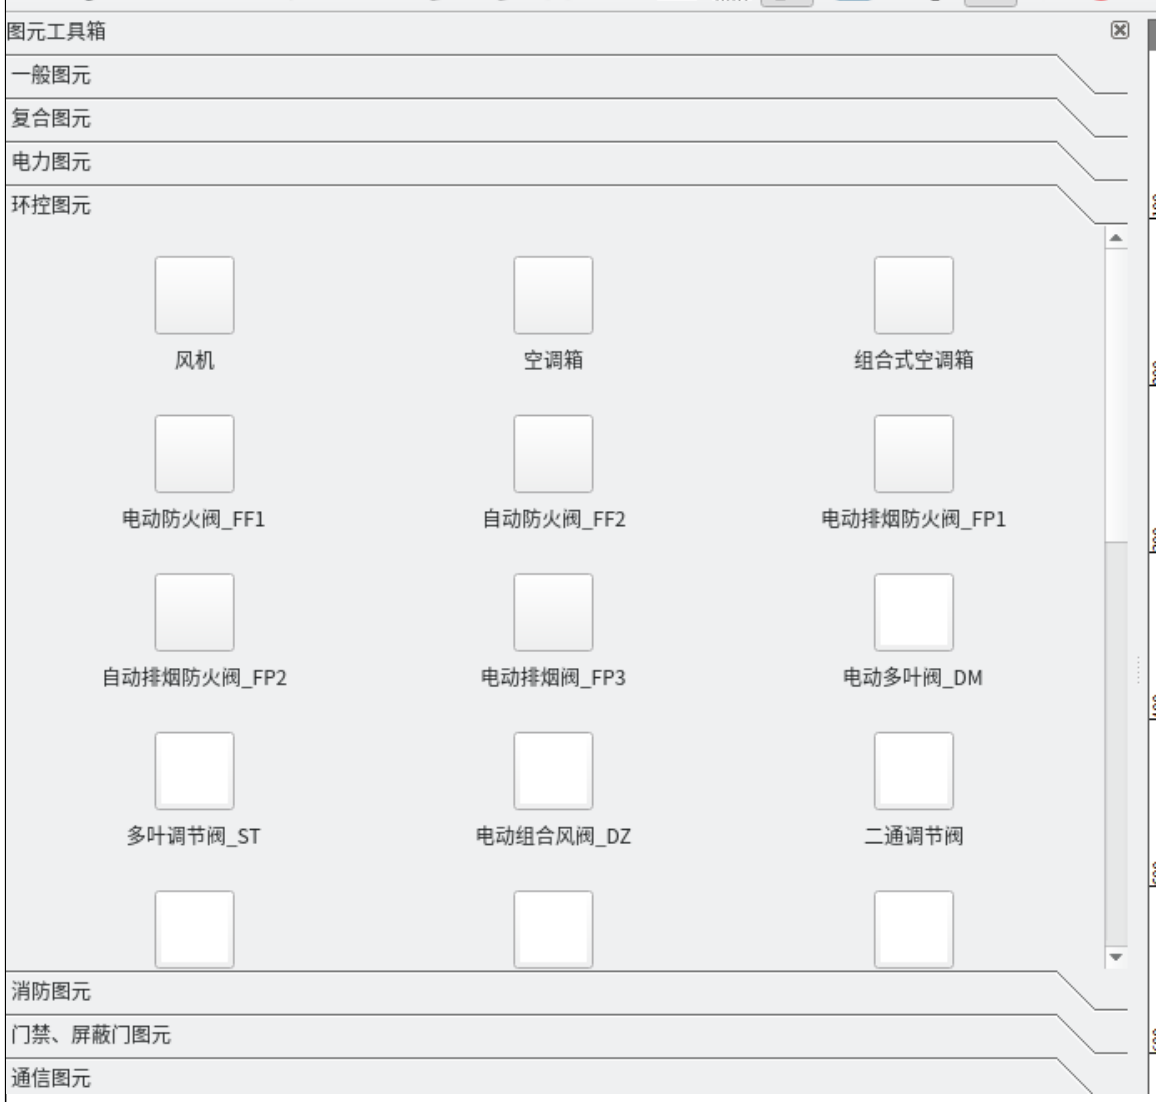 图元工具箱
一般图元
复合图元
电力图元
环控图元
风机 空调箱 组合式空调箱
电动防火阀_FF1 自动防火阀_FF2 电动排烟防火阀_FP1
自动排烟防火阀_FP2 电动排烟阀_FP3 电动多叶阀_DM
多叶调节阀_ST 电动组合风阀_DZ 二通调节阀
消防图元
门禁、屏蔽门图元
通信图元